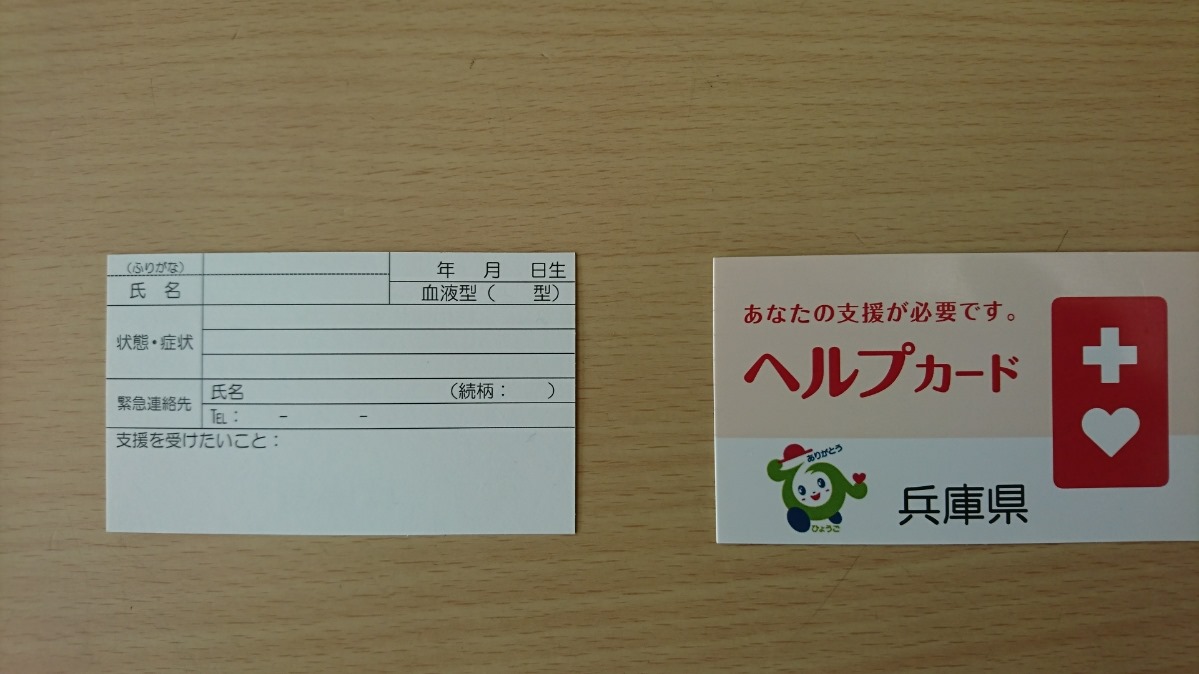 （ふりがな）
氏 名
年 月 日生
血液型（ 型）
状態・症状
緊急連絡先
氏名 （続柄： ）
TEL： － －
支援を受けたいこと：
あなたの支援が必要です。
ヘルプカード
ありがとう
ひょうご
兵庫県